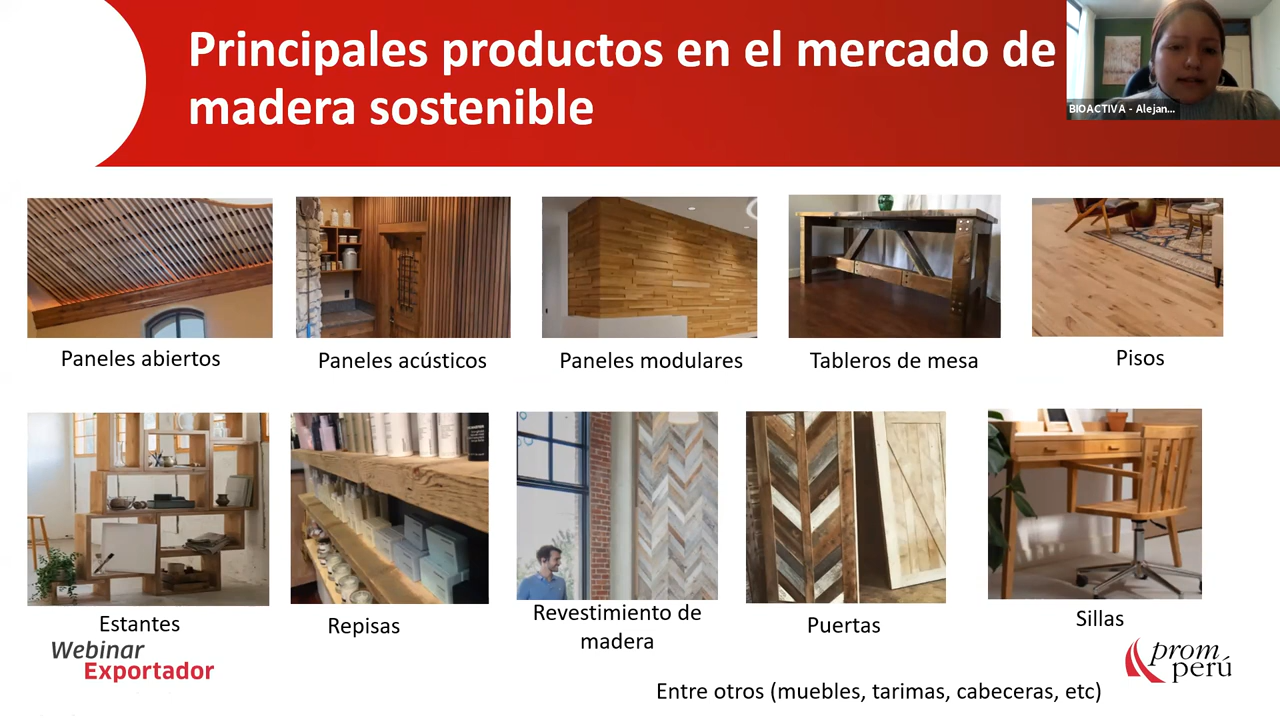 Principales productos en el mercado de
madera sostenible
BIOACTIVA - Alejan...
Paneles abiertos
Paneles acústicos
Paneles modulares
Tableros de mesa
Pisos
Estantes
Repisas
Revestimiento de
madera
Puertas
Sillas
Webinar
Exportador
prom
perú
Entre otros (muebles, tarimas, cabeceras, etc)